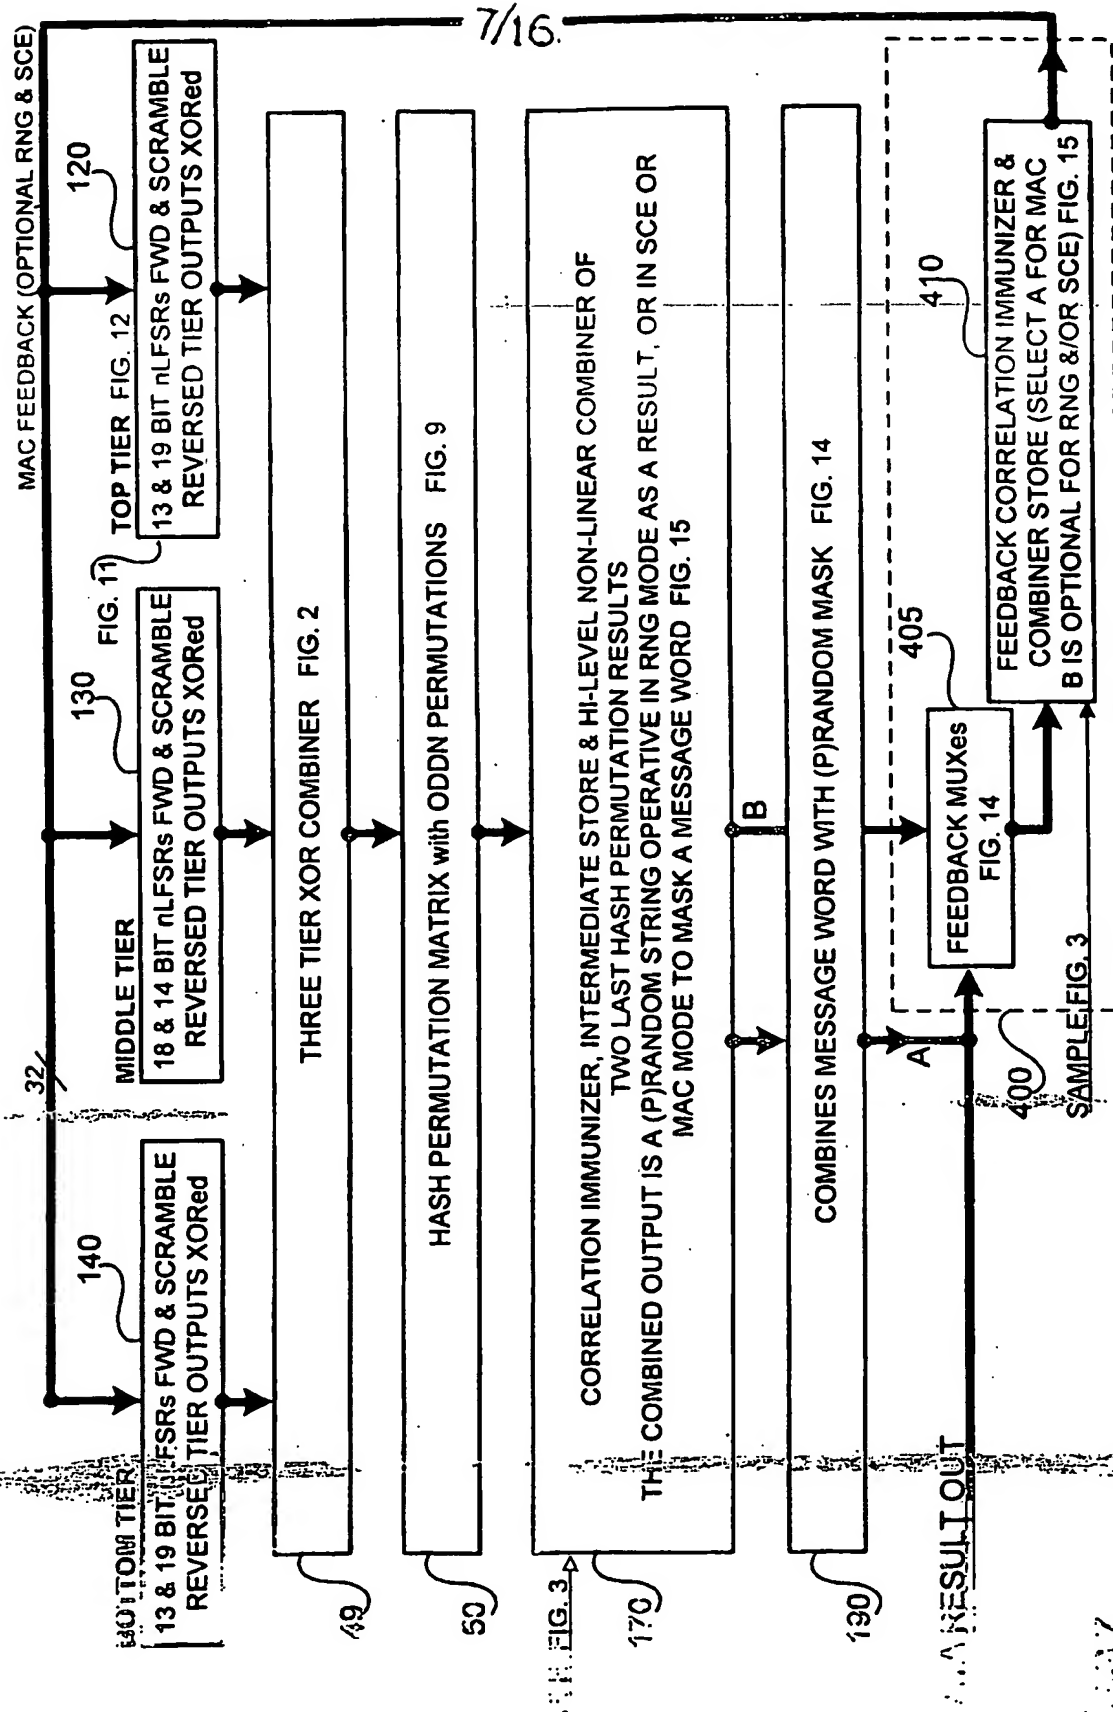 7/16.
MAC FEEDBACK (OPTIONAL RNG & SCE)
32
BOTTOM TIER
140
13 & 19 BIT nLFSRs FWD & SCRAMBLE
REVERSED TIER OUTPUTS XORed
MIDDLE TIER
130
18 & 14 BIT nLFSRs FWD & SCRAMBLE
REVERSED TIER OUTPUTS XORed
FIG. 11
TOP TIER FIG. 12
120
13 & 19 BIT nLFSRs FWD & SCRAMBLE
REVERSED TIER OUTPUTS XORed
THREE TIER XOR COMBINER FIG. 2
49
HASH PERMUTATION MATRIX with ODDN PERMUTATIONS FIG. 9
50
CORRELATION IMMUNIZER, INTERMEDIATE STORE & HI-LEVEL NON-LINEAR COMBINER OF
TWO LAST HASH PERMUTATION RESULTS
THE COMBINED OUTPUT IS A (P)RANDOM STRING OPERATIVE IN RNG MODE AS A RESULT, OR IN SCE OR
MAC MODE TO MASK A MESSAGE WORD FIG. 15
FIG. 3
170
B
COMBINES MESSAGE WORD WITH (P)RANDOM MASK FIG. 14
190
A
RESULT OUT
400
405
FEEDBACK MUXes
FIG. 14
410
FEEDBACK CORRELATION IMMUNIZER &
COMBINER STORE (SELECT A FOR MAC
B IS OPTIONAL FOR RNG &/OR SCE) FIG. 15
SAMPLE FIG. 3